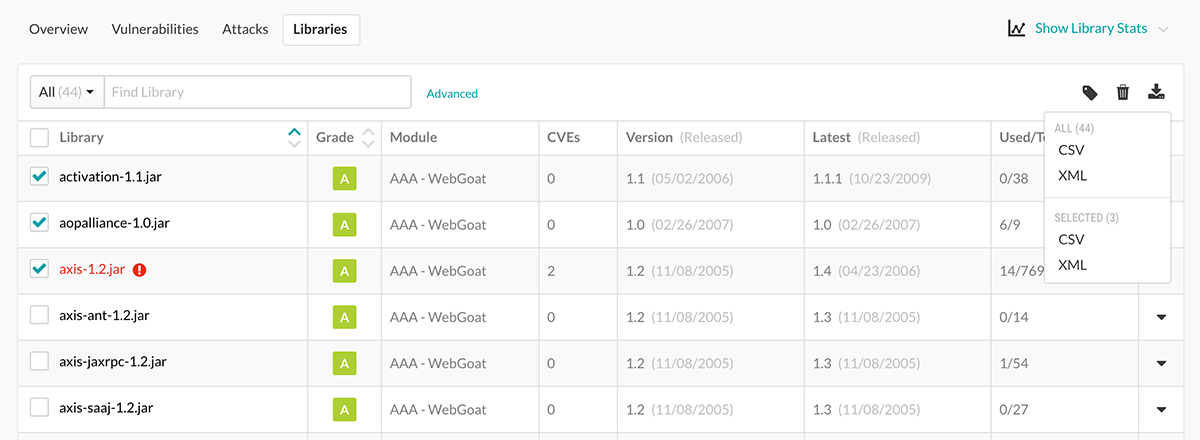 Overview Vulnerabilities Attacks Libraries Show Library Stats
All (44) Find Library Advanced
Library Grade Module CVEs Version (Released) Latest (Released) Used/To
ALL (44)
CSV
XML
SELECTED (3)
CSV
XML
activation-1.1.jar A AAA - WebGoat 0 1.1 (05/02/2006) 1.1.1 (10/23/2009) 0/38
aopalliance-1.0.jar A AAA - WebGoat 0 1.0 (02/26/2007) 1.0 (02/26/2007) 6/9
axis-1.2.jar A AAA - WebGoat 2 1.2 (11/08/2005) 1.4 (04/23/2006) 14/769
axis-ant-1.2.jar A AAA - WebGoat 0 1.2 (11/08/2005) 1.3 (11/08/2005) 0/14
axis-jaxrpc-1.2.jar A AAA - WebGoat 0 1.2 (11/08/2005) 1.3 (11/08/2005) 1/54
axis-saaj-1.2.jar A AAA - WebGoat 0 1.2 (11/08/2005) 1.3 (11/08/2005) 0/27